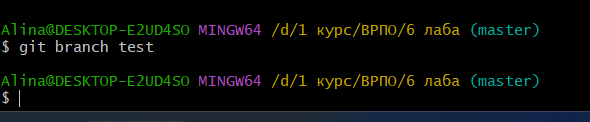 Alina@DESKTOP-E2UD4SO MINGW64 /d/1 курс/ВРПО/6 лаба (master)
$ git branch test
Alina@DESKTOP-E2UD4SO MINGW64 /d/1 курс/ВРПО/6 лаба (master)
$